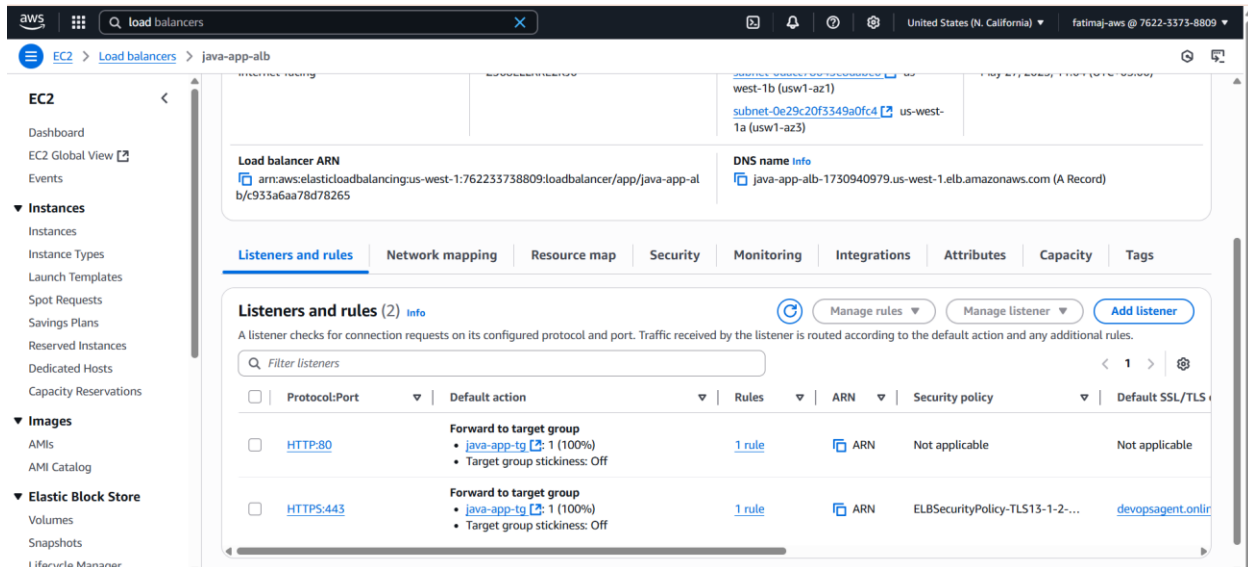 aws
load balancers
United States (N. California)
fatimaj-aws @ 7622-3373-8809
EC2 > Load balancers > java-app-alb
EC2
Dashboard
EC2 Global View
Events
Instances
Instances
Instance Types
Launch Templates
Spot Requests
Savings Plans
Reserved Instances
Dedicated Hosts
Capacity Reservations
Images
AMIs
AMI Catalog
Elastic Block Store
Volumes
Snapshots
Lifecycle Manager
west-1b (usw1-az1)
subnet-0e29c20f3349a0fc4 us-west-
1a (usw1-az3)
Load balancer ARN
arn:aws:elasticloadbalancing:us-west-1:762233738809:loadbalancer/app/java-app-al
b/c933a6aa78d78265
DNS name Info
java-app-alb-1730940979.us-west-1.elb.amazonaws.com (A Record)
Listeners and rules
Network mapping
Resource map
Security
Monitoring
Integrations
Attributes
Capacity
Tags
Listeners and rules (2) Info
Manage rules
Manage listener
Add listener
A listener checks for connection requests on its configured protocol and port. Traffic received by the listener is routed according to the default action and any additional rules.
Filter listeners
1
Protocol:Port
Default action
Rules
ARN
Security policy
Default SSL/TLS
HTTP:80
Forward to target group
• java-app-tg: 1 (100%)
• Target group stickiness: Off
1 rule
ARN
Not applicable
Not applicable
HTTPS:443
Forward to target group
• java-app-tg: 1 (100%)
• Target group stickiness: Off
1 rule
ARN
ELBSecurityPolicy-TLS13-1-2-...
devopsagent.onlin